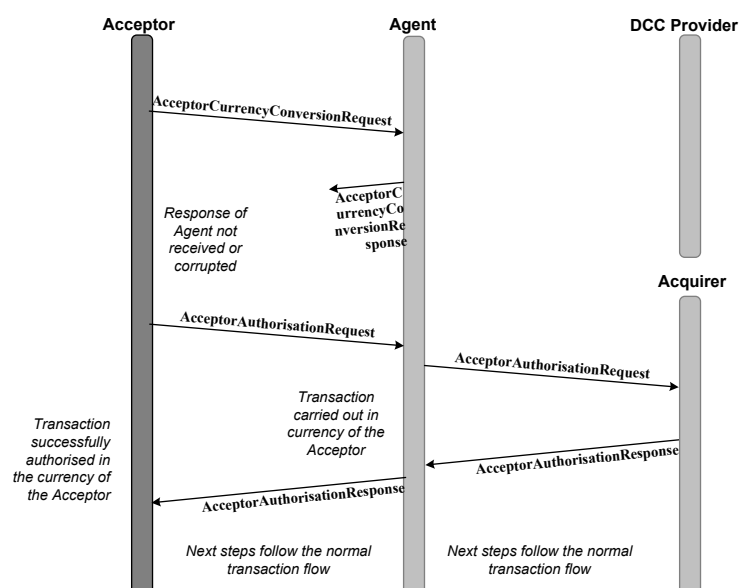 Acceptor
Agent
DCC Provider
AcceptorCurrencyConversionRequest
AcceptorC
urrencyCo
nversionRe
sponse
Response of
Agent not
received or
corrupted
Acquirer
AcceptorAuthorisationRequest
AcceptorAuthorisationRequest
Transaction
carried out in
currency of the
Acceptor
Transaction
successfully
authorised in
the currency of
the Acceptor
AcceptorAuthorisationResponse
AcceptorAuthorisationResponse
Next steps follow the normal
transaction flow
Next steps follow the normal
transaction flow